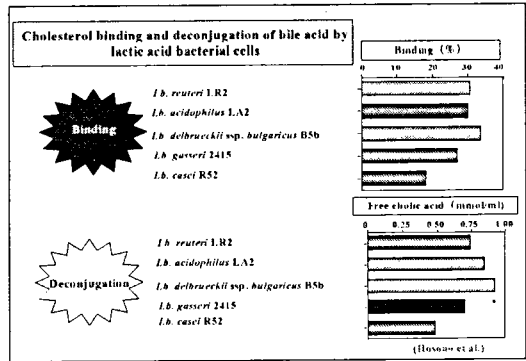 Cholesterol binding and deconjugation of bile acid by
lactic acid bacterial cells
Binding (%)
0 10 20 30 40
Binding
Lb. reuteri LR2
Lb. acidophilus LA2
Lb. delbrueckii ssp. bulgaricus B5b
Lb. gasseri 2415
Lb. casei R52
Free cholic acid (mmol/ml)
0 0.25 0.50 0.75 1.00
Deconjugation
Lb. reuteri LR2
Lb. acidophilus LA2
Lb. delbrueckii ssp. bulgaricus B5b
Lb. gasseri 2415
Lb. casei R52
(Hosono et al.)